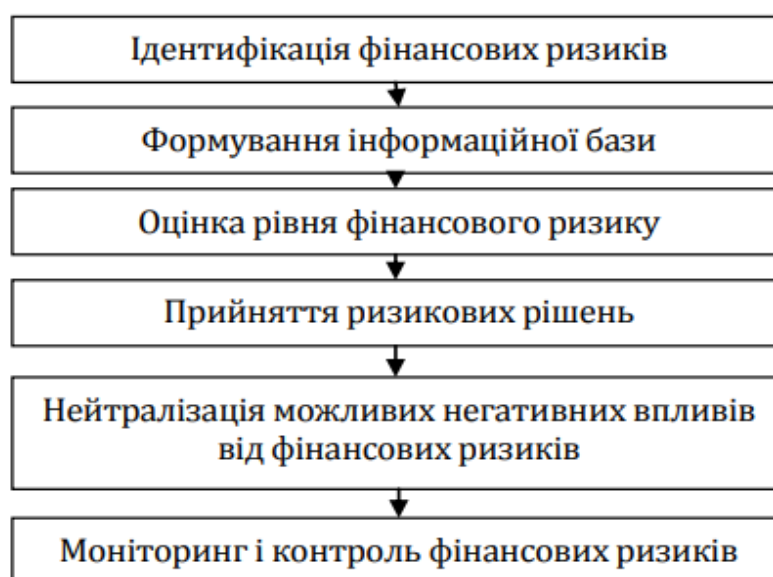 Ідентифікація фінансових ризиків
Формування інформаційної бази
Оцінка рівня фінансового ризику
Прийняття ризикових рішень
Нейтралізація можливих негативних впливів
від фінансових ризиків
Моніторинг і контроль фінансових ризиків